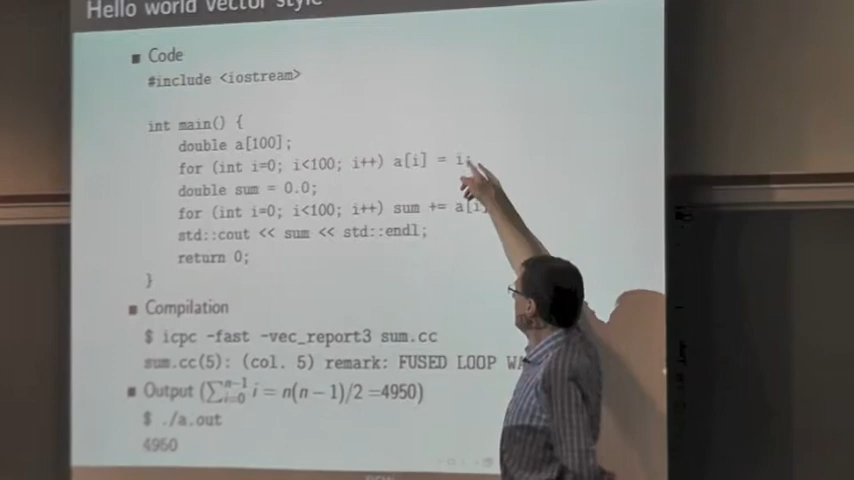 Hello world vector style
Code
#include <iostream>
int main() {
double a[100];
for (int i=0; i<100; i++) a[i] = i;
double sum = 0.0;
for (int i=0; i<100; i++) sum += a[i]
std::cout << sum << std::endl;
return 0;
}
Compilation
$ icpc -fast -vec_report3 sum.cc
sum.cc(5): (col. 5) remark: FUSED LOOP
Output (∑_{i=0}^{n-1} i = n(n-1)/2 =4950)
$ ./a.out
4950